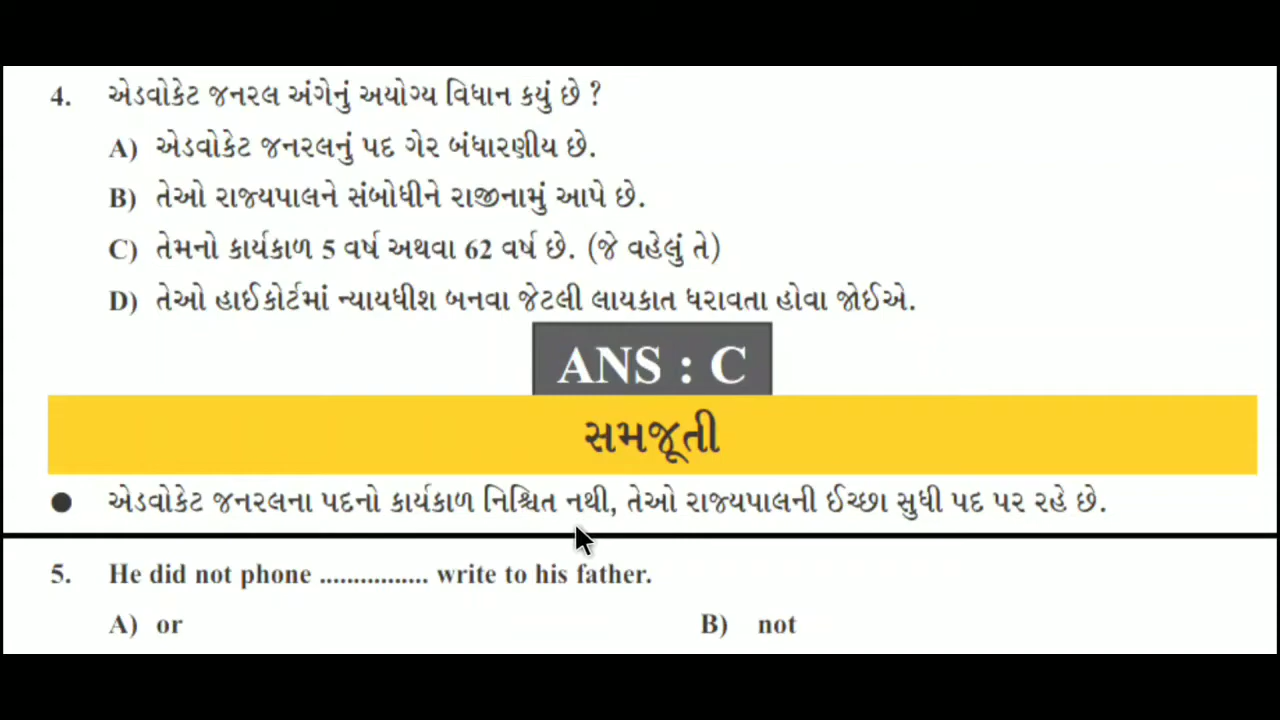 4. એડવોકેટ જનરલ અંગેનું અયોગ્ય વિધાન કયું છે ?
A) એડવોકેટ જનરલનું પદ ગેર બંધારણીય છે.
B) તેઓ રાજ્યપાલને સંબોધીને રાજીનામું આપે છે.
C) તેમનો કાર્યકાળ 5 વર્ષ અથવા 62 વર્ષ છે. (જે વહેલું તે)
D) તેઓ હાઈકોર્ટમાં ન્યાયધીશ બનવા જેટલી લાયકાત ધરાવતા હોવા જોઈએ.
ANS : C
સમજૂતી
● એડવોકેટ જનરલના પદનો કાર્યકાળ નિશ્ચિત નથી, તેઓ રાજ્યપાલની ઈચ્છા સુધી પદ પર રહે છે.
5. He did not phone ................ write to his father.
A) or B) not